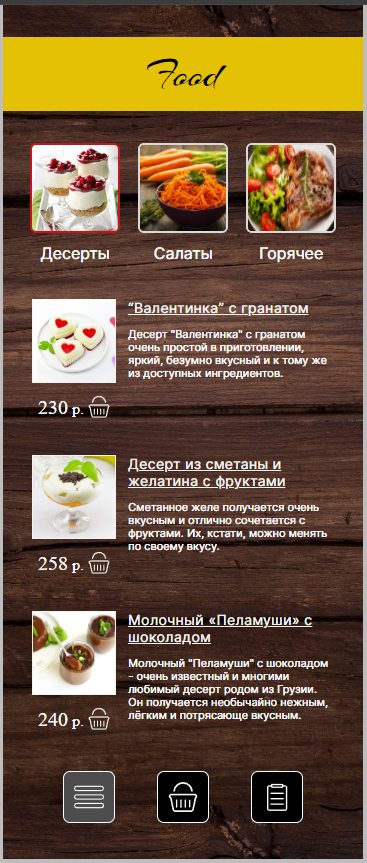 Food
Десерты
Салаты
Горячее
“Валентинка” с гранатом
Десерт "Валентинка" с гранатом
очень простой в приготовлении,
яркий, безумно вкусный и к тому же
из доступных ингредиентов.
230 р.
Десерт из сметаны и
желатина с фруктами
Сметанное желе получается очень
вкусным и отлично сочетается с
фруктами. Их, кстати, можно менять
по своему вкусу.
258 р.
Молочный «Пеламуши» с
шоколадом
Молочный "Пеламуши" с шоколадом
- очень известный и многими
любимый десерт родом из Грузии.
Он получается необычайно нежным,
лёгким и потрясающе вкусным.
240 р.